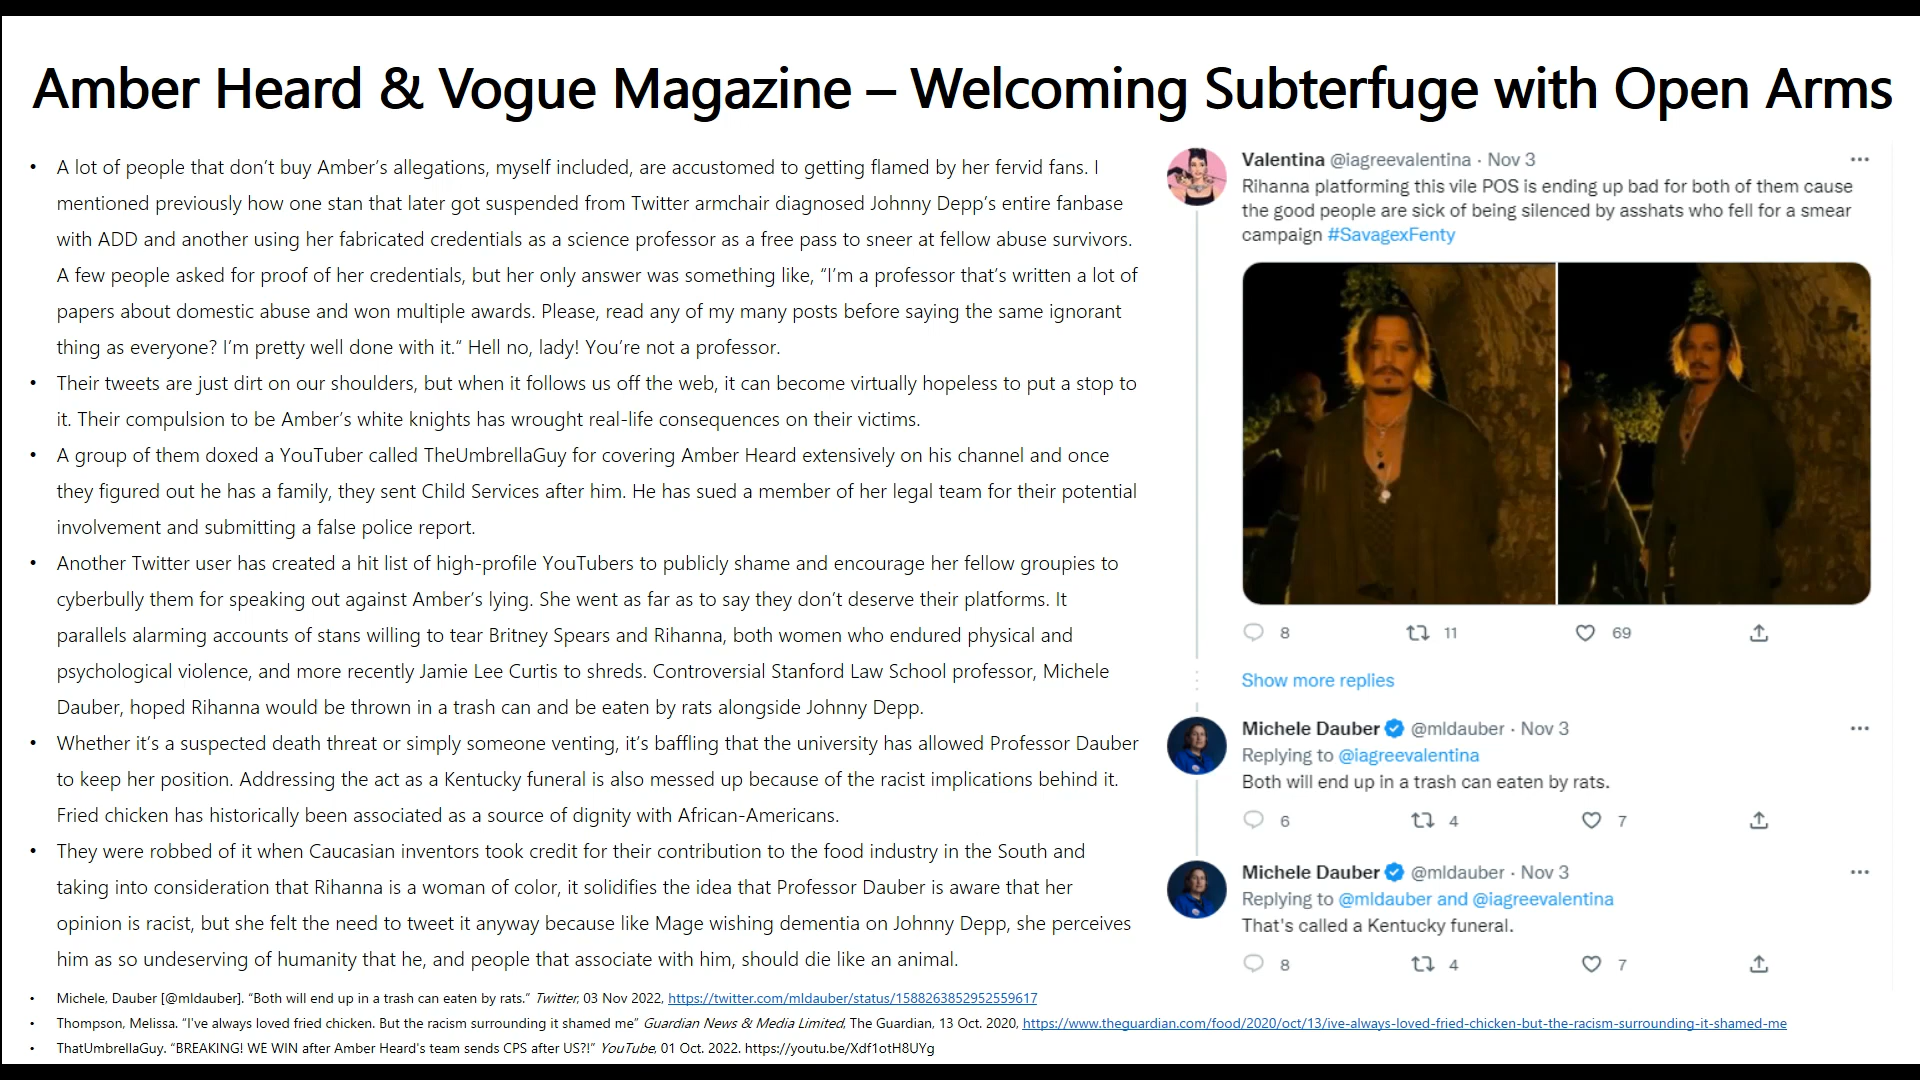 Amber Heard & Vogue Magazine – Welcoming Subterfuge with Open Arms
• A lot of people that don’t buy Amber’s allegations, myself included, are accustomed to getting flamed by her fervid fans. I
mentioned previously how one stan that later got suspended from Twitter armchair diagnosed Johnny Depp’s entire fanbase
with ADD and another using her fabricated credentials as a science professor as a free pass to sneer at fellow abuse survivors.
A few people asked for proof of her credentials, but her only answer was something like, “I’m a professor that’s written a lot of
papers about domestic abuse and won multiple awards. Please, read any of my many posts before saying the same ignorant
thing as everyone? I’m pretty well done with it.“ Hell no, lady! You’re not a professor.
• Their tweets are just dirt on our shoulders, but when it follows us off the web, it can become virtually hopeless to put a stop to
it. Their compulsion to be Amber’s white knights has wrought real-life consequences on their victims.
• A group of them doxed a YouTuber called TheUmbrellaGuy for covering Amber Heard extensively on his channel and once
they figured out he has a family, they sent Child Services after him. He has sued a member of her legal team for their potential
involvement and submitting a false police report.
• Another Twitter user has created a hit list of high-profile YouTubers to publicly shame and encourage her fellow groupies to
cyberbully them for speaking out against Amber’s lying. She went as far as to say they don’t deserve their platforms. It
parallels alarming accounts of stans willing to tear Britney Spears and Rihanna, both women who endured physical and
psychological violence, and more recently Jamie Lee Curtis to shreds. Controversial Stanford Law School professor, Michele
Dauber, hoped Rihanna would be thrown in a trash can and be eaten by rats alongside Johnny Depp.
• Whether it’s a suspected death threat or simply someone venting, it’s baffling that the university has allowed Professor Dauber
to keep her position. Addressing the act as a Kentucky funeral is also messed up because of the racist implications behind it.
Fried chicken has historically been associated as a source of dignity with African-Americans.
• They were robbed of it when Caucasian inventors took credit for their contribution to the food industry in the South and
taking into consideration that Rihanna is a woman of color, it solidifies the idea that Professor Dauber is aware that her
opinion is racist, but she felt the need to tweet it anyway because like Mage wishing dementia on Johnny Depp, she perceives
him as so undeserving of humanity that he, and people that associate with him, should die like an animal.
• Michele, Dauber [@mldauber]. “Both will end up in a trash can eaten by rats.” Twitter, 03 Nov 2022, https://twitter.com/mldauber/status/1588263852952559617
• Thompson, Melissa. “I've always loved fried chicken. But the racism surrounding it shamed me” Guardian News & Media Limited, The Guardian, 13 Oct. 2020, https://www.theguardian.com/food/2020/oct/13/ive-always-loved-fried-chicken-but-the-racism-surrounding-it-shamed-me
• ThatUmbrellaGuy. “BREAKING! WE WIN after Amber Heard's team sends CPS after US?!” YouTube, 01 Oct. 2022. https://youtu.be/Xdf1otH8UYg
Valentina @iagreevalentina · Nov 3
Rihanna platforming this vile POS is ending up bad for both of them cause
the good people are sick of being silenced by asshats who fell for a smear
campaign #SavagexFenty
8 11 69
Show more replies
Michele Dauber @mldauber · Nov 3
Replying to @iagreevalentina
Both will end up in a trash can eaten by rats.
6 4 7
Michele Dauber @mldauber · Nov 3
Replying to @mldauber and @iagreevalentina
That's called a Kentucky funeral.
8 4 7